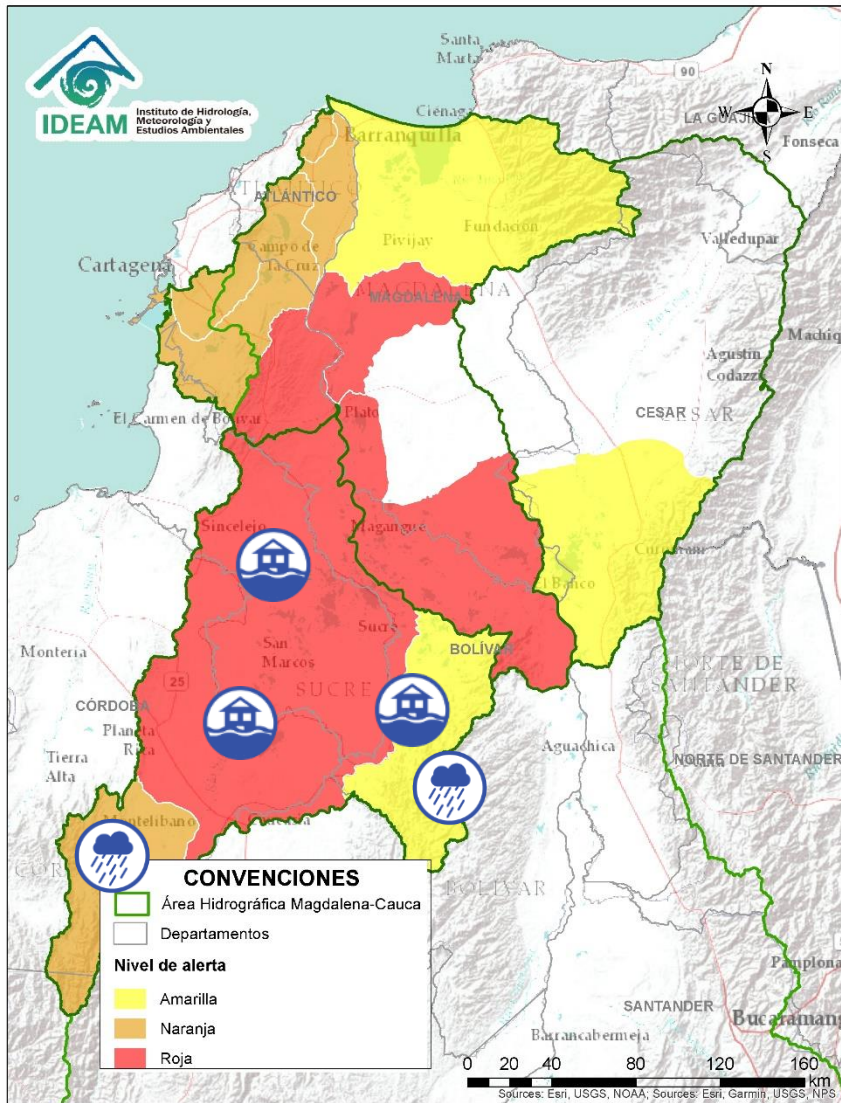 IDEAM
Instituto de Hidrología,
Meteorología y
Estudios Ambientales
Santa
Marta
90
N
W
E
S
LA GUAJIRA
Fonseca
Ciénaga
Barranquilla
ATLÁNTICO
ATLÁNTICO
Valledupar
Cartagena
Campo de
la Cruz
Pivijay
Fundación
MAGDALENA
MAGDALENA
Agustín
Codazzi
El Carmen de Bolívar
Plato
CESAR
CESAR
Sincelejo
Magangué
El Banco
Sucre
San
Marcos
BOLÍVAR
Montería
25
SUCRE
NORTE DE
SANTANDER
CÓRDOBA
Planeta
Rica
Aguachica
Tierra
Alta
NORTE DE SANTANDER
Montelíbano
BOLÍVAR
CONVENCIONES
Área Hidrográfica Magdalena-Cauca
Departamentos
Nivel de alerta
Amarilla
Naranja
Roja
Pamplona
SANTANDER
Bucaramang
Barrancabermeja
0 20 40 80 120 160
km
Sources: Esri, USGS, NOAA; Sources: Esri, Garmin, USGS, NPS